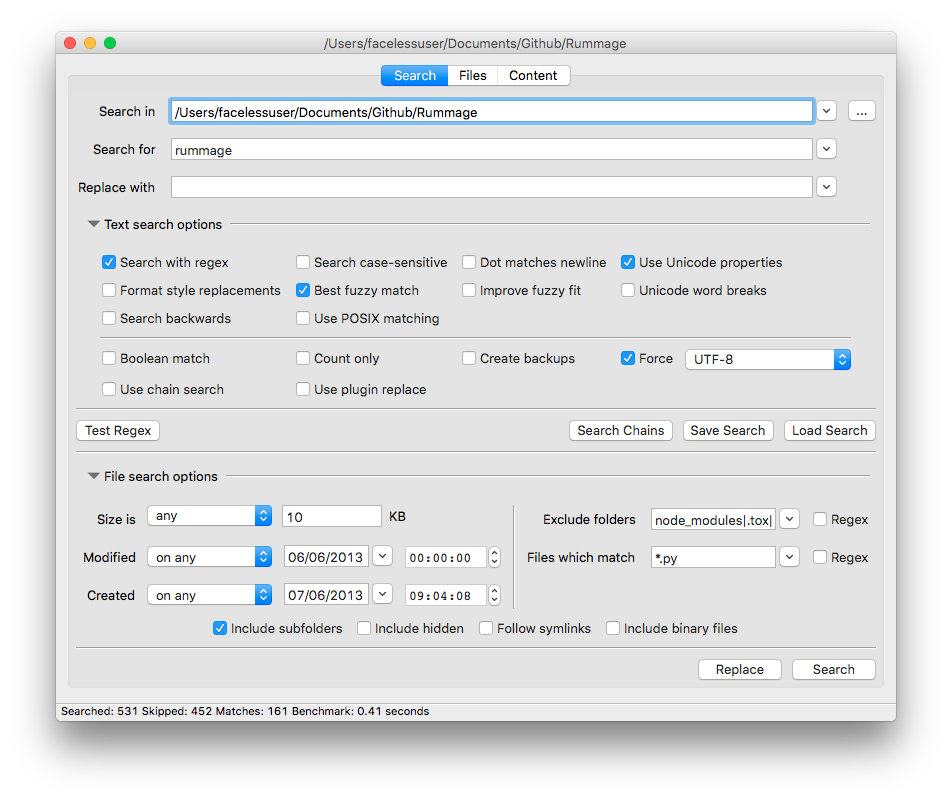 /Users/facelessuser/Documents/Github/Rummage
Search Files Content
Search in /Users/facelessuser/Documents/Github/Rummage ...
Search for rummage
Replace with
Text search options
Search with regex Search case-sensitive Dot matches newline Use Unicode properties
Format style replacements Best fuzzy match Improve fuzzy fit Unicode word breaks
Search backwards Use POSIX matching
Boolean match Count only Create backups Force UTF-8
Use chain search Use plugin replace
Test Regex Search Chains Save Search Load Search
File search options
Size is any 10 KB Exclude folders node_modules|.tox| Regex
Modified on any 06/06/2013 00:00:00 Files which match *.py Regex
Created on any 07/06/2013 09:04:08
Include subfolders Include hidden Follow symlinks Include binary files
Replace Search
Searched: 531 Skipped: 452 Matches: 161 Benchmark: 0.41 seconds